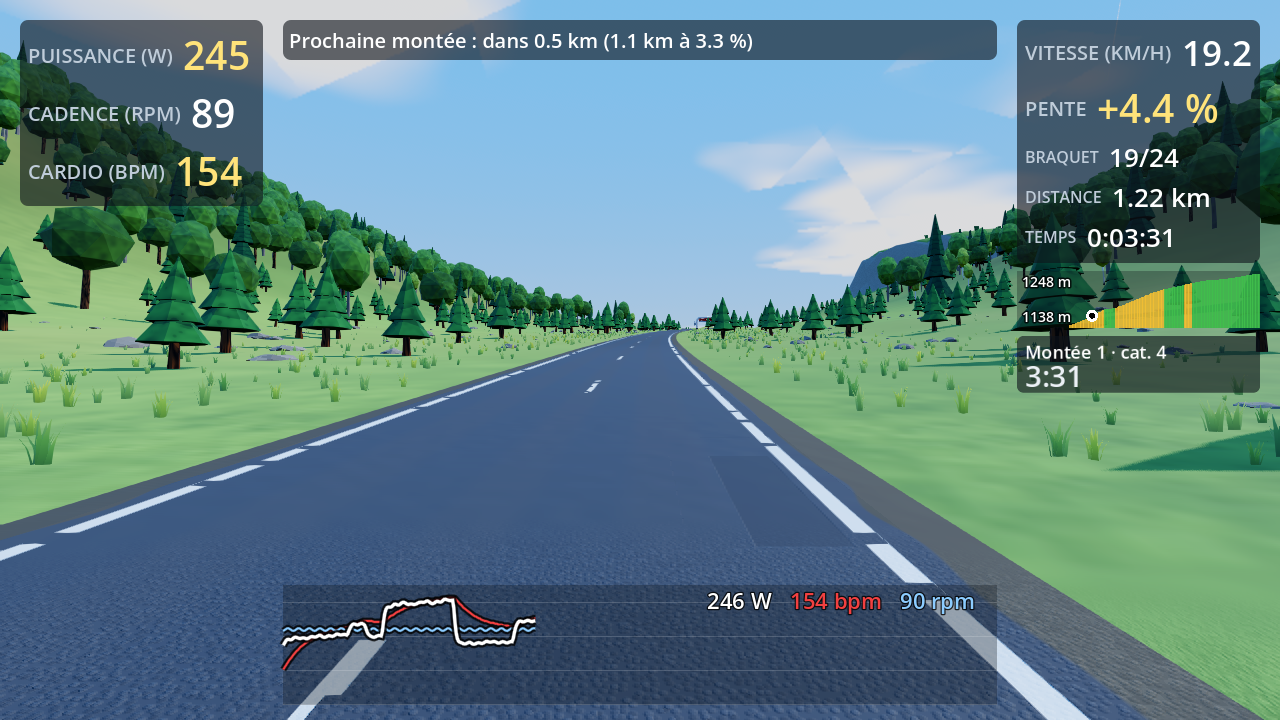 PUISSANCE (W) 245
CADENCE (RPM) 89
CARDIO (BPM) 154
Prochaine montée : dans 0.5 km (1.1 km à 3.3 %)
VITESSE (KM/H) 19.2
PENTE +4.4 %
BRAQUET 19/24
DISTANCE 1.22 km
TEMPS 0:03:31
1248 m
1138 m
Montée 1 · cat. 4
3:31
246 W 154 bpm 90 rpm